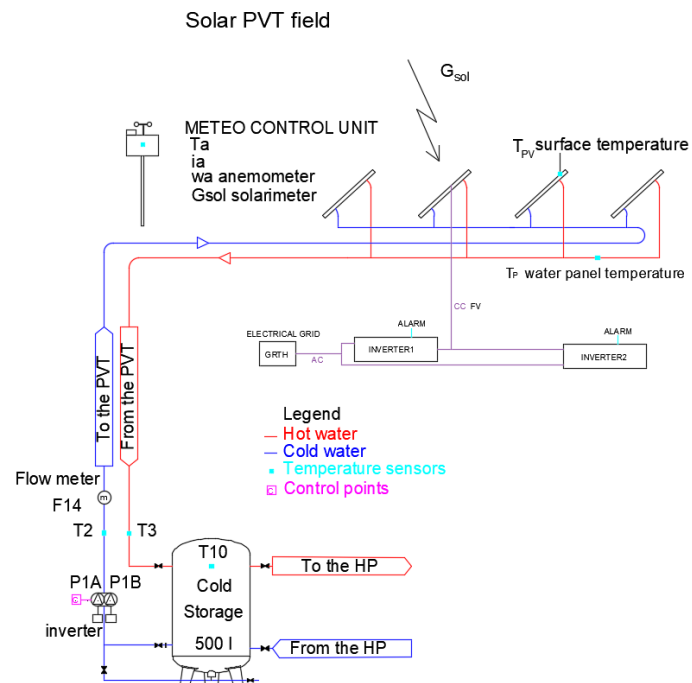 Solar PVT field
Gsol
METEO CONTROL UNIT
Ta
ia
wa anemometer
Gsol solarimeter
TPV surface temperature
TP water panel temperature
CC FV
ELECTRICAL GRID
GRTH
AC
ALARM
INVERTER1
ALARM
INVERTER2
To the PVT
From the PVT
Legend
Hot water
Cold water
Temperature sensors
C Control points
Flow meter
m
F14
T2
T3
P1A
P1B
C
inverter
T10
Cold
Storage
500 l
To the HP
From the HP